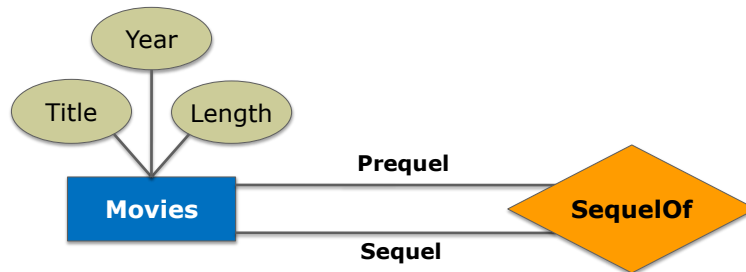 Year
Title
Length
Prequel
Movies
SequelOf
Sequel